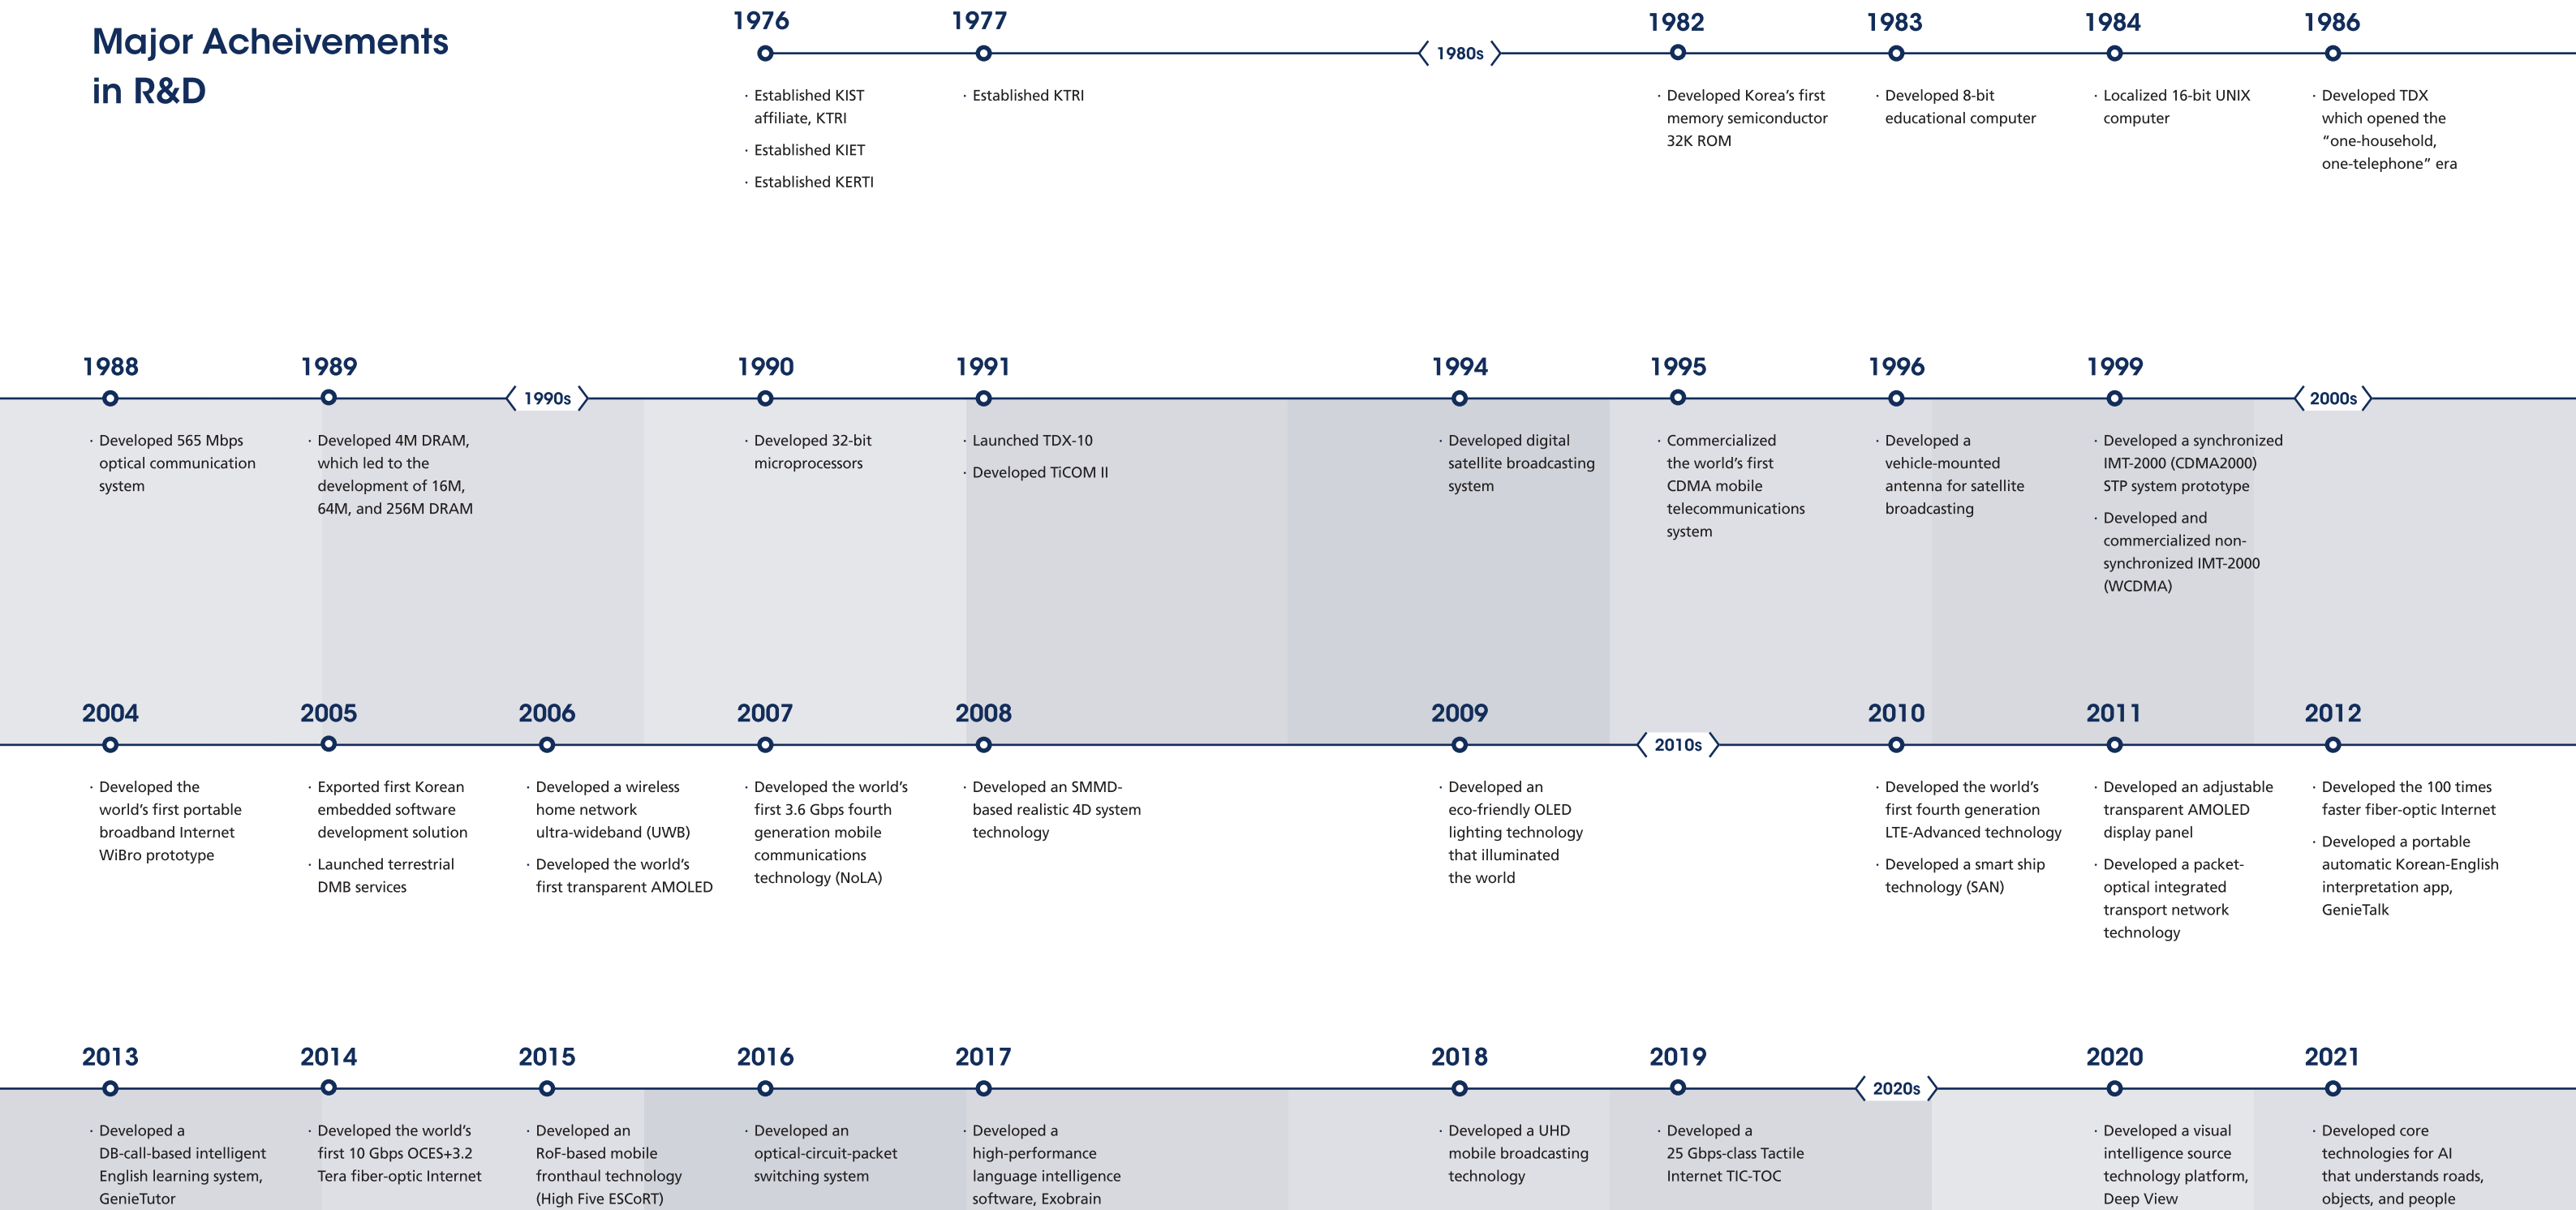 Major Acheivements
in R&D
1976
· Established KIST
affiliate, KTRI
· Established KIET
· Established KERTI
1977
· Established KTRI
1980s
1982
· Developed Korea's first
memory semiconductor
32K ROM
1983
· Developed 8-bit
educational computer
1984
· Localized 16-bit UNIX
computer
1986
· Developed TDX
which opened the
“one-household,
one-telephone” era
1988
· Developed 565 Mbps
optical communication
system
1989
· Developed 4M DRAM,
which led to the
development of 16M,
64M, and 256M DRAM
1990s
1990
· Developed 32-bit
microprocessors
1991
· Launched TDX-10
· Developed TiCOM II
1994
· Developed digital
satellite broadcasting
system
1995
· Commercialized
the world's first
CDMA mobile
telecommunications
system
1996
· Developed a
vehicle-mounted
antenna for satellite
broadcasting
1999
· Developed a synchronized
IMT-2000 (CDMA2000)
STP system prototype
· Developed and
commercialized non-
synchronized IMT-2000
(WCDMA)
2000s
2004
· Developed the
world's first portable
broadband Internet
WiBro prototype
2005
· Exported first Korean
embedded software
development solution
· Launched terrestrial
DMB services
2006
· Developed a wireless
home network
ultra-wideband (UWB)
· Developed the world's
first transparent AMOLED
2007
· Developed the world's
first 3.6 Gbps fourth
generation mobile
communications
technology (NoLA)
2008
· Developed an SMMD-
based realistic 4D system
technology
2009
· Developed an
eco-friendly OLED
lighting technology
that illuminated
the world
2010s
2010
· Developed the world's
first fourth generation
LTE-Advanced technology
· Developed a smart ship
technology (SAN)
2011
· Developed an adjustable
transparent AMOLED
display panel
· Developed a packet-
optical integrated
transport network
technology
2012
· Developed the 100 times
faster fiber-optic Internet
· Developed a portable
automatic Korean-English
interpretation app,
GenieTalk
2013
· Developed a
DB-call-based intelligent
English learning system,
GenieTutor
2014
· Developed the world's
first 10 Gbps OCES+3.2
Tera fiber-optic Internet
2015
· Developed an
RoF-based mobile
fronthaul technology
(High Five ESCoRT)
2016
· Developed an
optical-circuit-packet
switching system
2017
· Developed a
high-performance
language intelligence
software, Exobrain
2018
· Developed a UHD
mobile broadcasting
technology
2019
· Developed a
25 Gbps-class Tactile
Internet TIC-TOC
2020s
2020
· Developed a visual
intelligence source
technology platform,
Deep View
2021
· Developed core
technologies for AI
that understands roads,
objects, and people